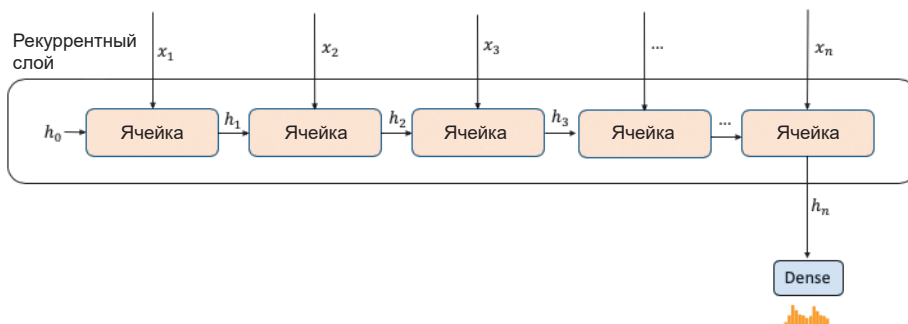 Рекуррентный
слой
x₁ x₂ x₃ ... xₙ
h₀ Ячейка h₁ Ячейка h₂ Ячейка h₃ Ячейка ... Ячейка
hₙ
Dense